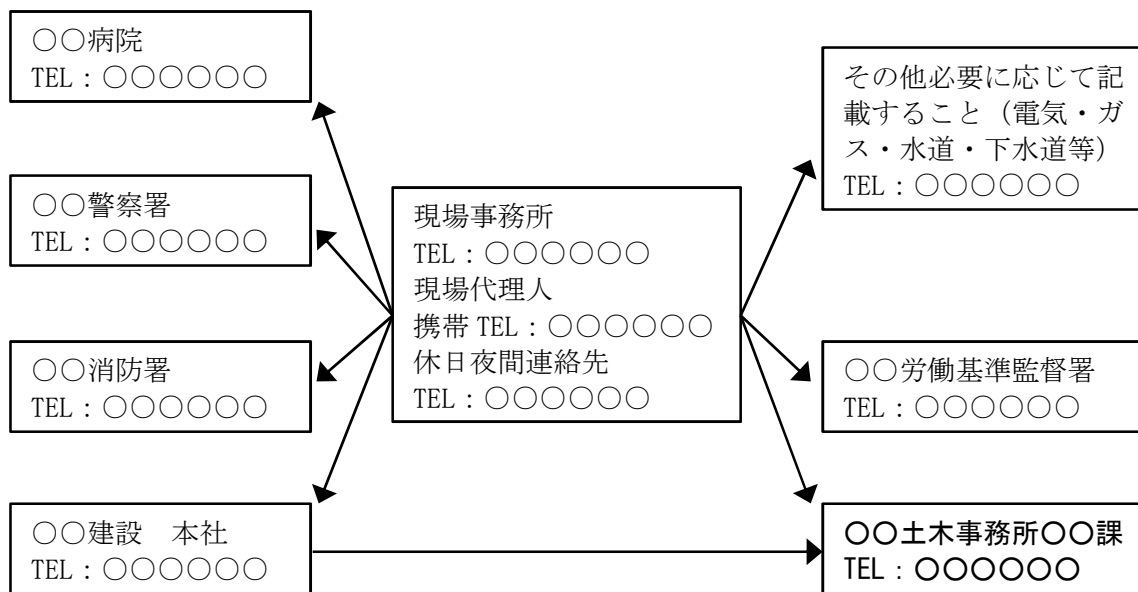 ○○病院
TEL：○○○○○○
○○警察署
TEL：○○○○○○
○○消防署
TEL：○○○○○○
○○建設　本社
TEL：○○○○○○
現場事務所
TEL：○○○○○○
現場代理人
携帯 TEL：○○○○○○
休日夜間連絡先
TEL：○○○○○○
その他必要に応じて記
載すること（電気・ガ
ス・水道・下水道等）
TEL：○○○○○○
○○労働基準監督署
TEL：○○○○○○
○○土木事務所○○課
TEL：○○○○○○